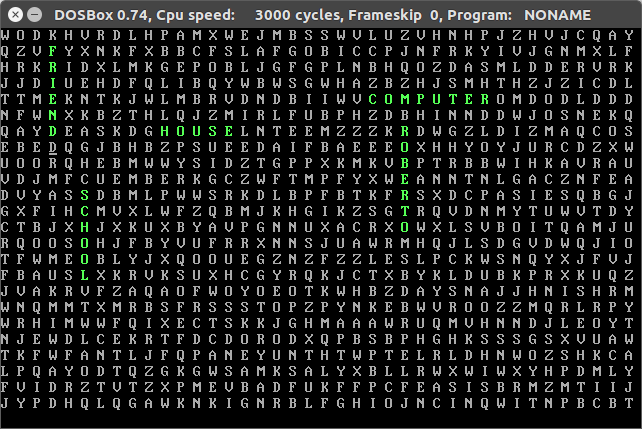 DOSBox 0.74, Cpu speed: 3000 cycles, Frameskip 0, Program: NONAME
W O D K H V R D L H P A M X W E J M B S S W V L U Z V H N H P J Z H V J C Q A Y
Q Z V F Y X N K F X B B C F S L A F G O B I C C P J N F R K Y I V J G N M X L F
H R K R I D X L M K G E P O B L J G F G P L N B H Q O Z D A S M L D D E R V R K
J J D I U E H D F Q L I B Q Y W B W S G W H A Z B Z H J S M H T H Z J Z I C D L
T T M E K N T K J W L M B R V D N D B I I W V C O M P U T E R O M D O D L D D D
N F W N X K B Z T H L Q J Z M I R L F U B P H Z D B H I N N D D W J O S N E K Q
Q A Y D E A S K D G H O U S E L N T E E M Z Z Z K R D W G Z L D I Z M A Q C O S
E B E D Q G J B H B Z P S U E E D A I F B A E E E O X H H Y O Y J U R C D Z X W
U O O R Q H E B M W W Y S I D Z T G P P X K M K V B P T R B B W I H K A V R A U
V D J M F C U E M B E R K G C Z W F T M P F Y X W E A N N T N L G A C Z N F E A
D V Y A S S D B M L P W W S R K D L B P F B T K F R S X D C P A S I E S Q B G J
G X F I H C M V X L W F Z Q B M J K H G I K Z S G T R Q V D N M Y T U W V T D Y
C T B J X H X K U X B Y A V P G N N U X A C R X X O W X L S V B O I T Q A M J U
R Q O O S O H J F B Y V U F R R X N N S J U A W R M H Q J L S D G V D W Q J I O
T F W M E O B L Y J X Q O O U E G Z N Z F Z Z L E S L P C K W S N Q Y X J F V J
F B A U S L X K R V K S U X H C G Y R Q K J C T X B Y K L D B U K P R X K U Q Z
J V A K R V F Z A Q A O F W O Y O E O T K W H B Z D A Y S N A J J H N I S H R M
W N Q M M T X M R B S F R S S S T O P Z P Y N K E B W V R O O Z Z M Q R L R P Y
W R H I M W W F Q I X E C T S K K J G H M A A A W R U Q M V H N N D J L E O Y T
N J E W D L C E K R T F D C D O R O D X Q P B S B P H G H K S S S G S X V U A W
T K F W F A N T L J F Q P A N E Y U N T H T W P T E L R L D H N W O Z S H K C A
L P Q A Y O D T Q Z G K G W S A M K S A L Y X B L L R W X W I W X Y H P D M L Y
F V I D R Z T V T Z X P M E V B A D F U K F F P C F E A S I S B R M Z M T I I J
J Y P D H Q L Q G A W K N K I G N R B L F G H I O J N C I N Q W I T N P B C B T